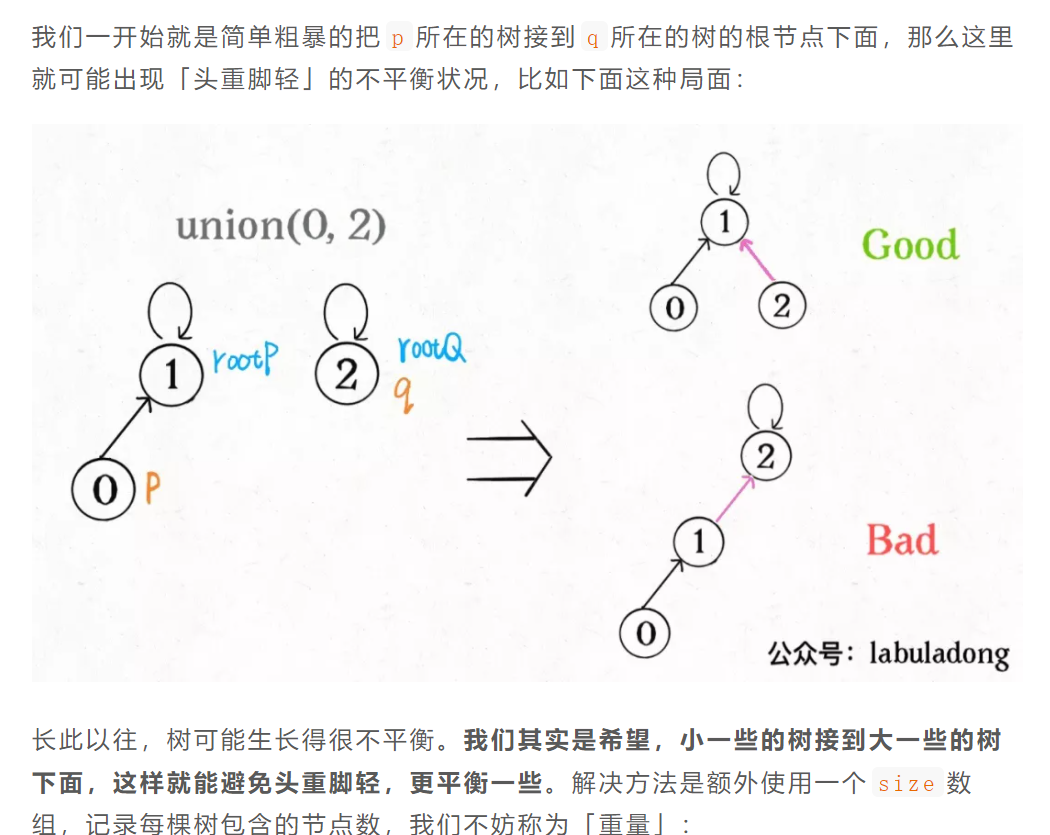 我们一开始就是简单粗暴的把 p 所在的树接到 q 所在的树的根节点下面，那么这里
就可能出现「头重脚轻」的不平衡状况，比如下面这种局面：
union(0, 2)
1 rootP
2 rootQ
q
0 p
1
0
2
Good
2
1
0
Bad
公众号：labuladong
长此以往，树可能生长得很不平衡。我们其实是希望，小一些的树接到大一些的树
下面，这样就能避免头重脚轻，更平衡一些。解决方法是额外使用一个 size 数
组，记录每棵树包含的节点数，我们不妨称为「重量」：